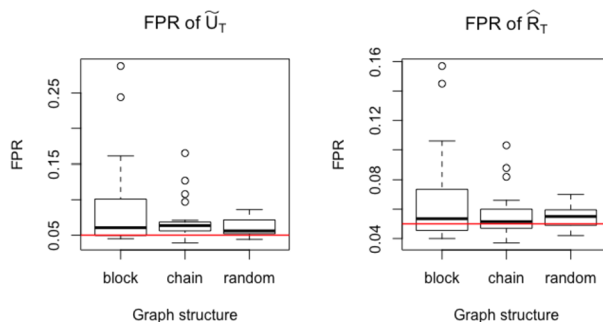 FPR of Ũ_T
FPR
0.05 0.15 0.25
block chain random
Graph structure
FPR of R̂_T
FPR
0.04 0.08 0.12 0.16
block chain random
Graph structure